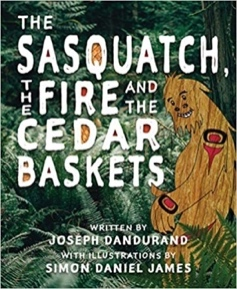 THE
SASQUATCH,
THE FIRE AND THE
CEDAR
BASKETS
WRITTEN BY
JOSEPH DANDURAND
WITH ILLUSTRATIONS BY
SIMON DANIEL JAMES